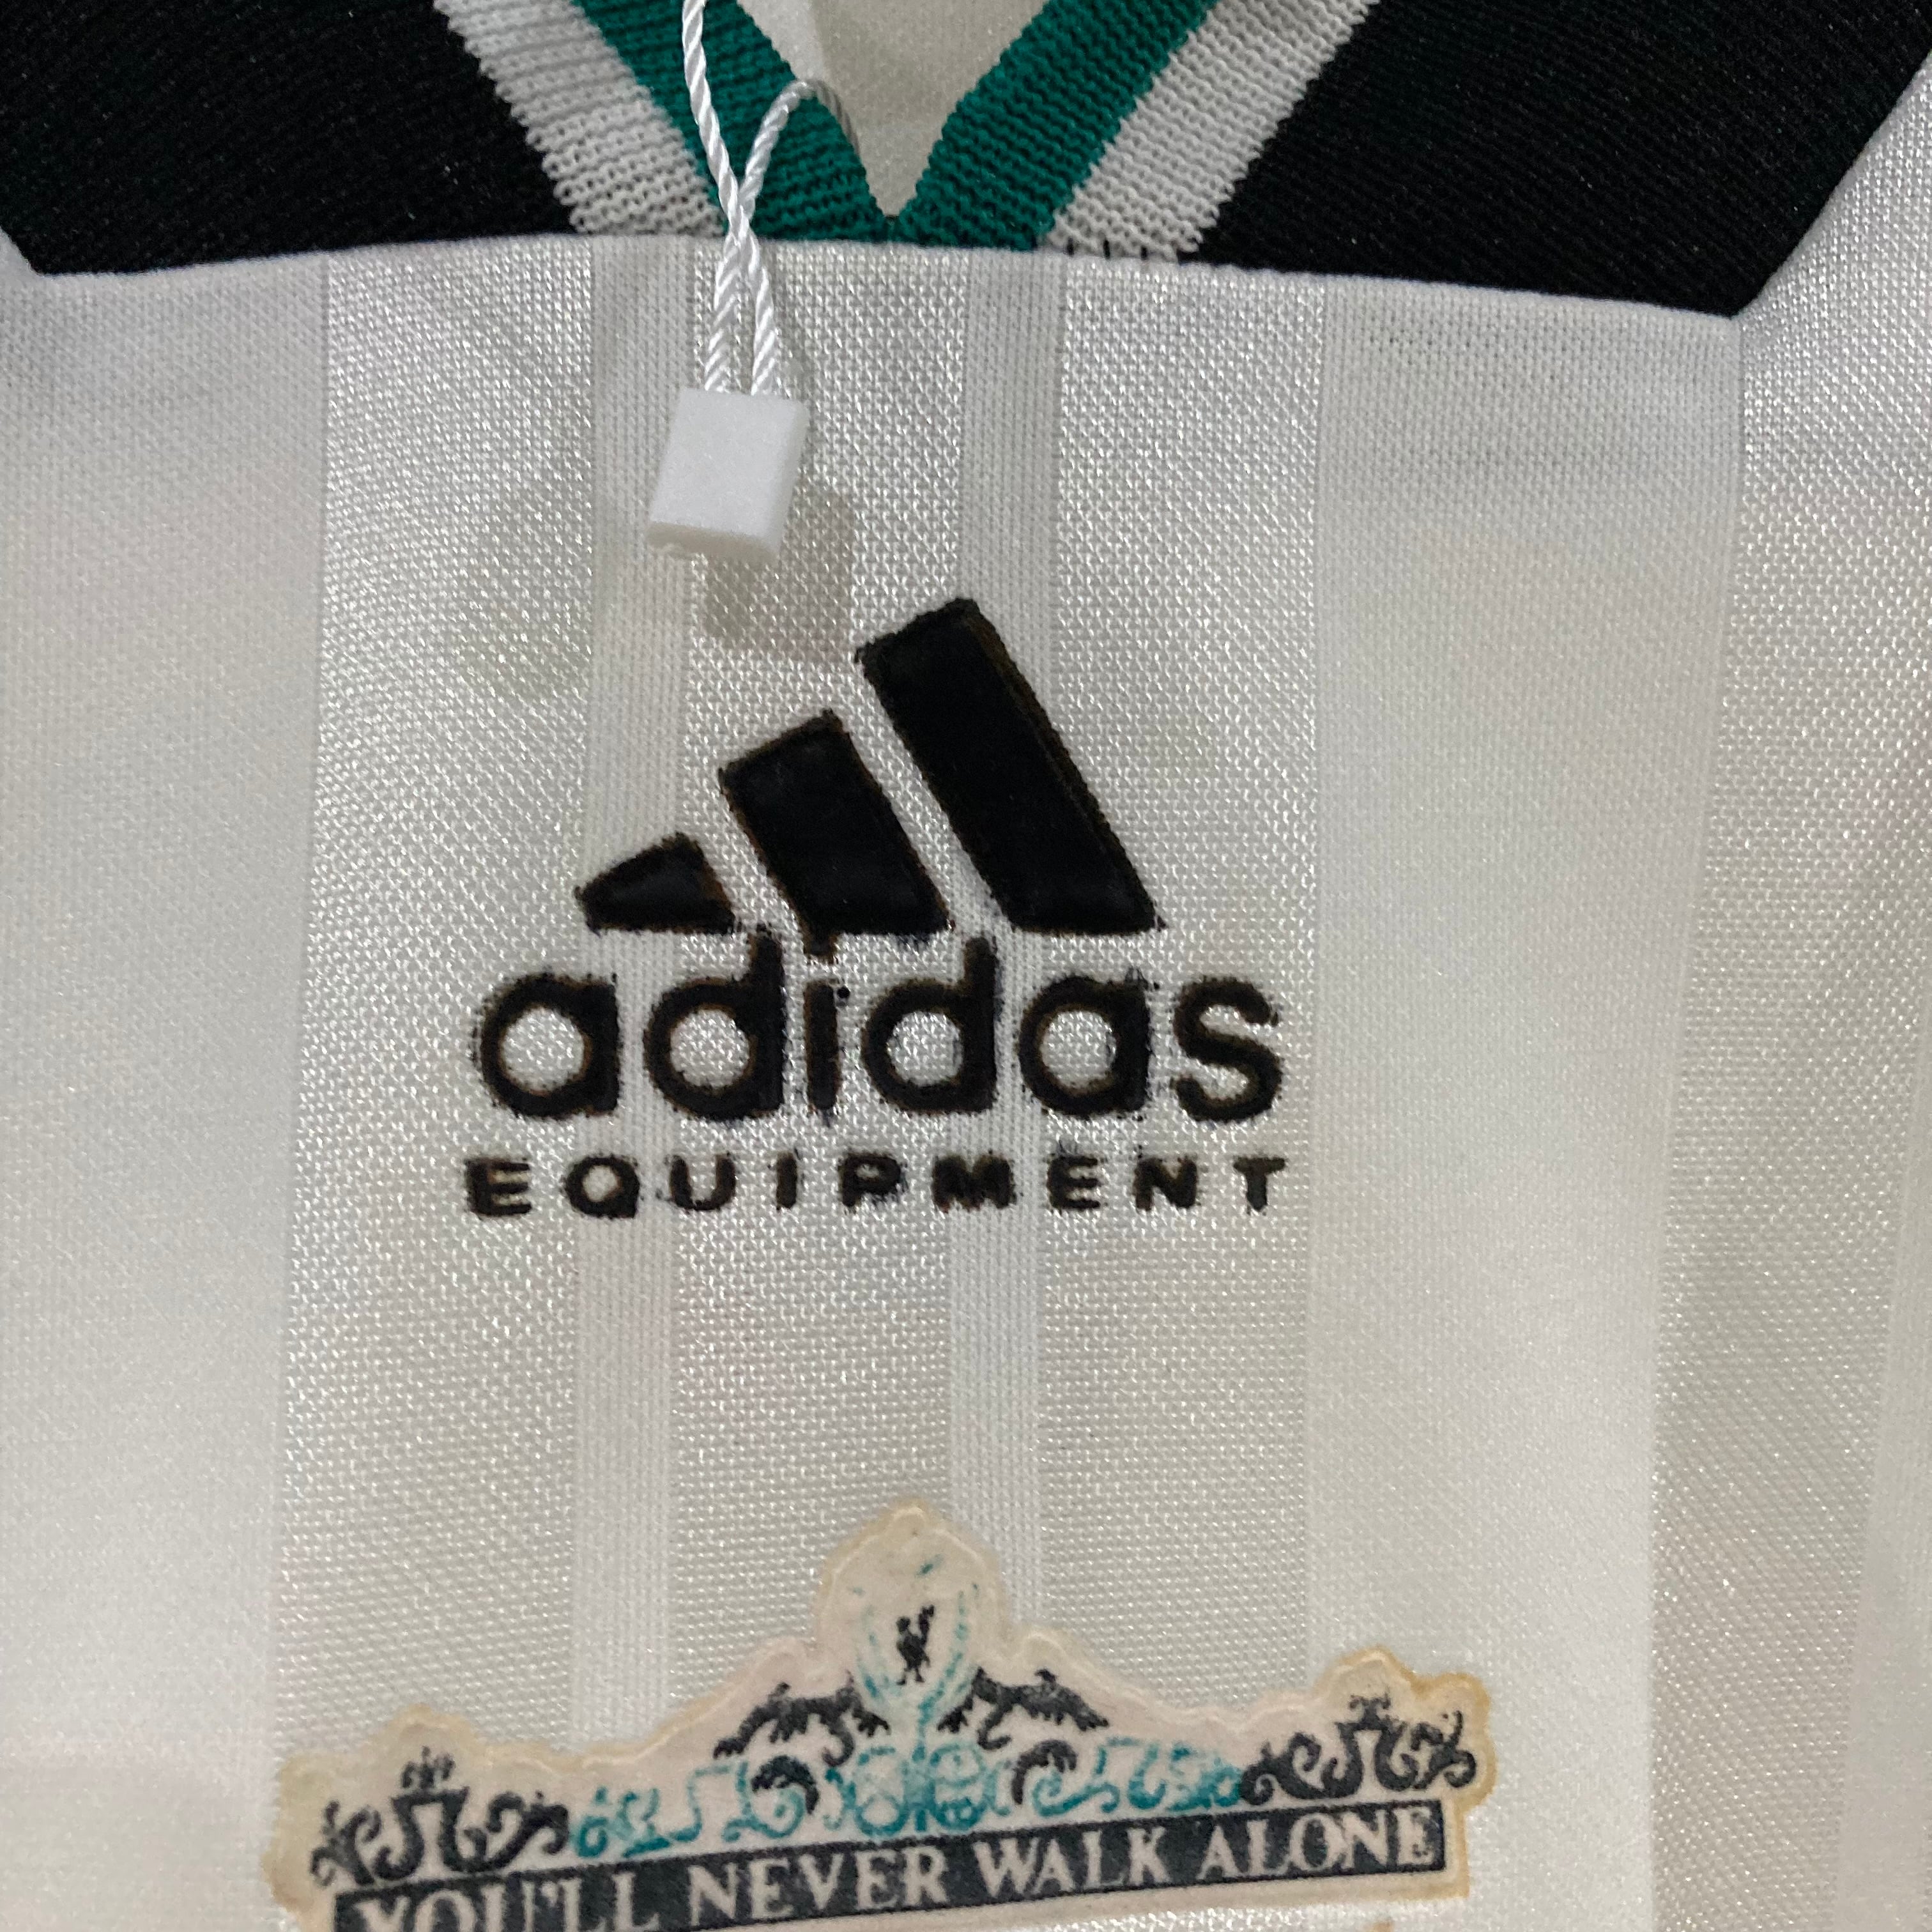 adidas
EQUIPMENT
YOU'LL NEVER WALK ALONE